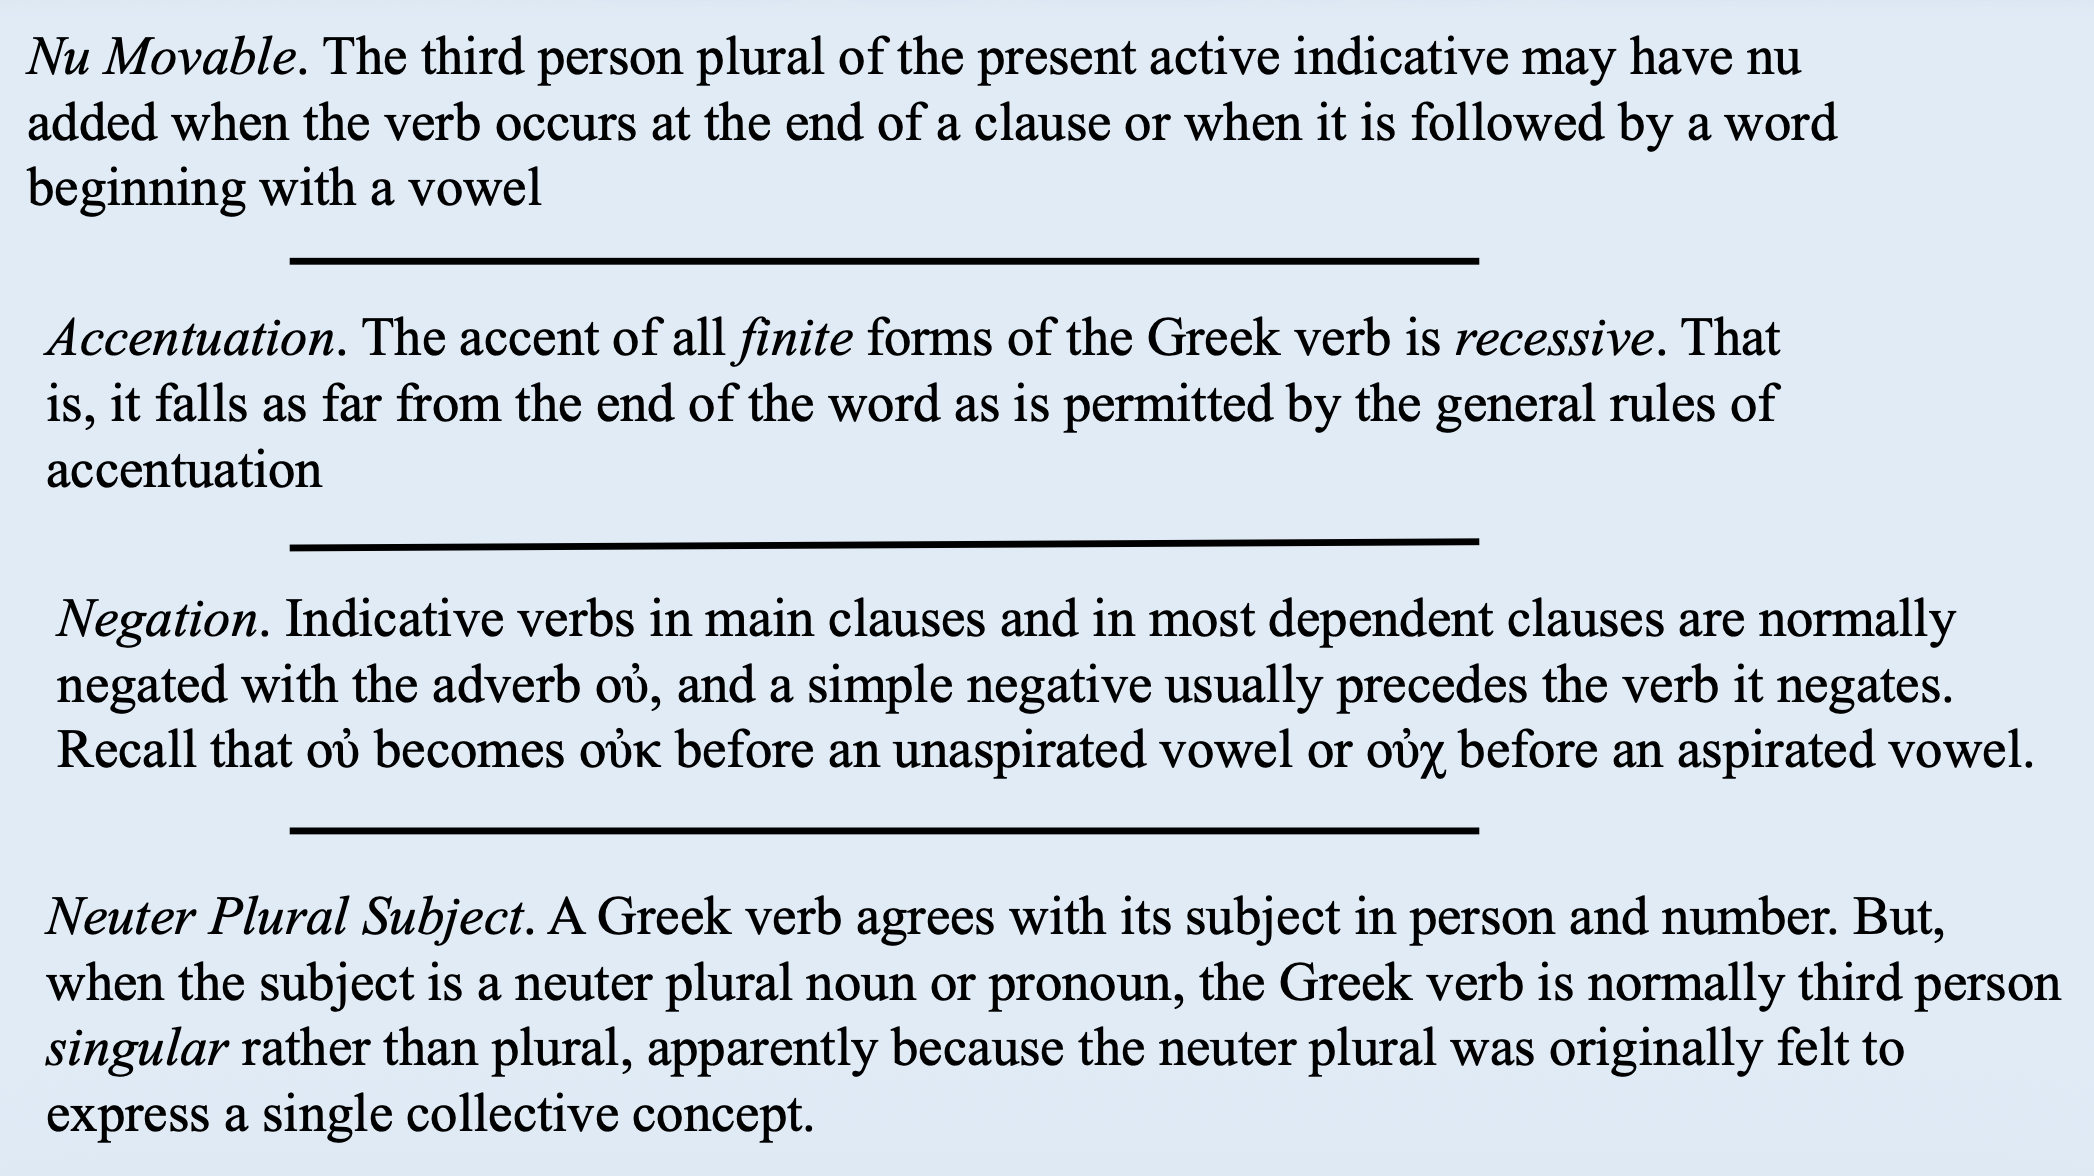 Nu Movable. The third person plural of the present active indicative may have nu
added when the verb occurs at the end of a clause or when it is followed by a word
beginning with a vowel
Accentuation. The accent of all finite forms of the Greek verb is recessive. That
is, it falls as far from the end of the word as is permitted by the general rules of
accentuation
Negation. Indicative verbs in main clauses and in most dependent clauses are normally
negated with the adverb οὐ, and a simple negative usually precedes the verb it negates.
Recall that οὐ becomes οὐκ before an unaspirated vowel or οὐχ before an aspirated vowel.
Neuter Plural Subject. A Greek verb agrees with its subject in person and number. But,
when the subject is a neuter plural noun or pronoun, the Greek verb is normally third person
singular rather than plural, apparently because the neuter plural was originally felt to
express a single collective concept.